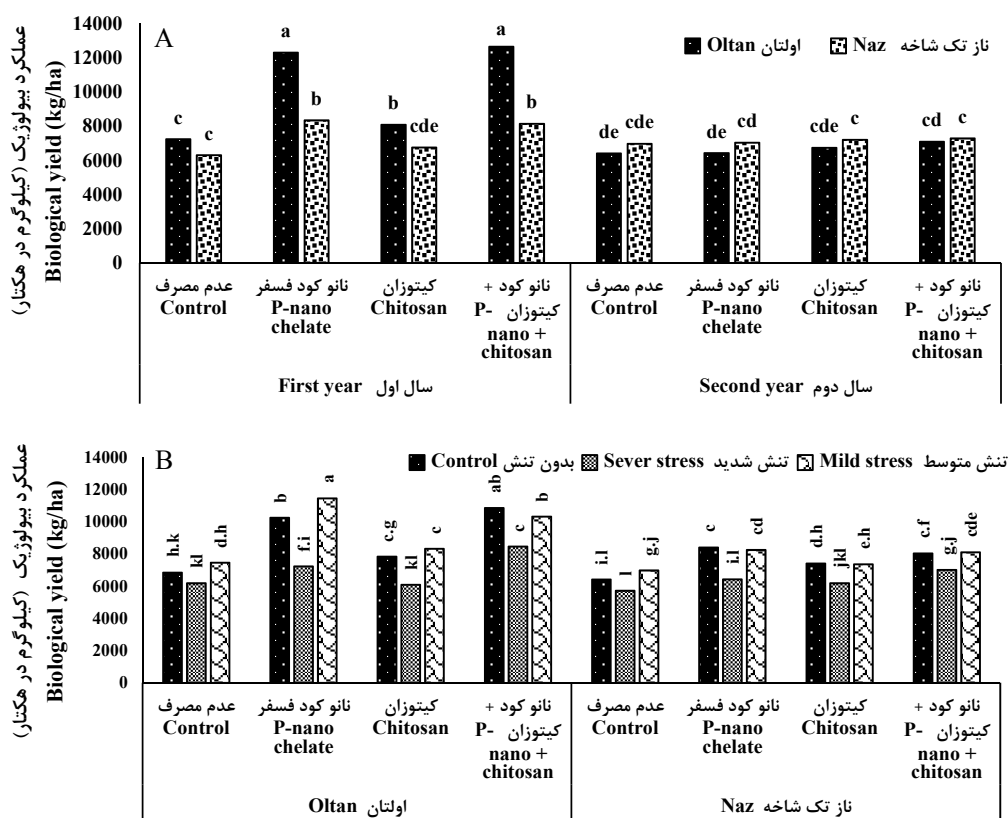 عملکرد بیولوژیک (کیلوگرم در هکتار)
Biological yield (kg/ha)
14000
12000
10000
8000
6000
4000
2000
0
A
Oltan اولتان
Naz ناز تک شاخه
c c a b b cde a b de cde de cd cde c cd c
عدم مصرف
Control
نانو کود فسفر
P-nano
chelate
کیتوزان
Chitosan
نانو کود +
کیتوزان P-
nano +
chitosan
عدم مصرف
Control
نانو کود فسفر
P-nano
chelate
کیتوزان
Chitosan
نانو کود +
کیتوزان P-
nano +
chitosan
First year سال اول
Second year سال دوم
عملکرد بیولوژیک (کیلوگرم در هکتار)
Biological yield (kg/ha)
14000
12000
10000
8000
6000
4000
2000
0
B
Control بدون تنش
Sever stress تنش شدید
Mild stress تنش متوسط
h.k kl d.h b f.i a c.g kl c ab c b i.l l g.j c i.l cd d.h jkl e.h c.f g.j cde
عدم مصرف
Control
نانو کود فسفر
P-nano
chelate
کیتوزان
Chitosan
نانو کود +
کیتوزان P-
nano +
chitosan
عدم مصرف
Control
نانو کود فسفر
P-nano
chelate
کیتوزان
Chitosan
نانو کود +
کیتوزان P-
nano +
chitosan
Oltan اولتان
Naz ناز تک شاخه